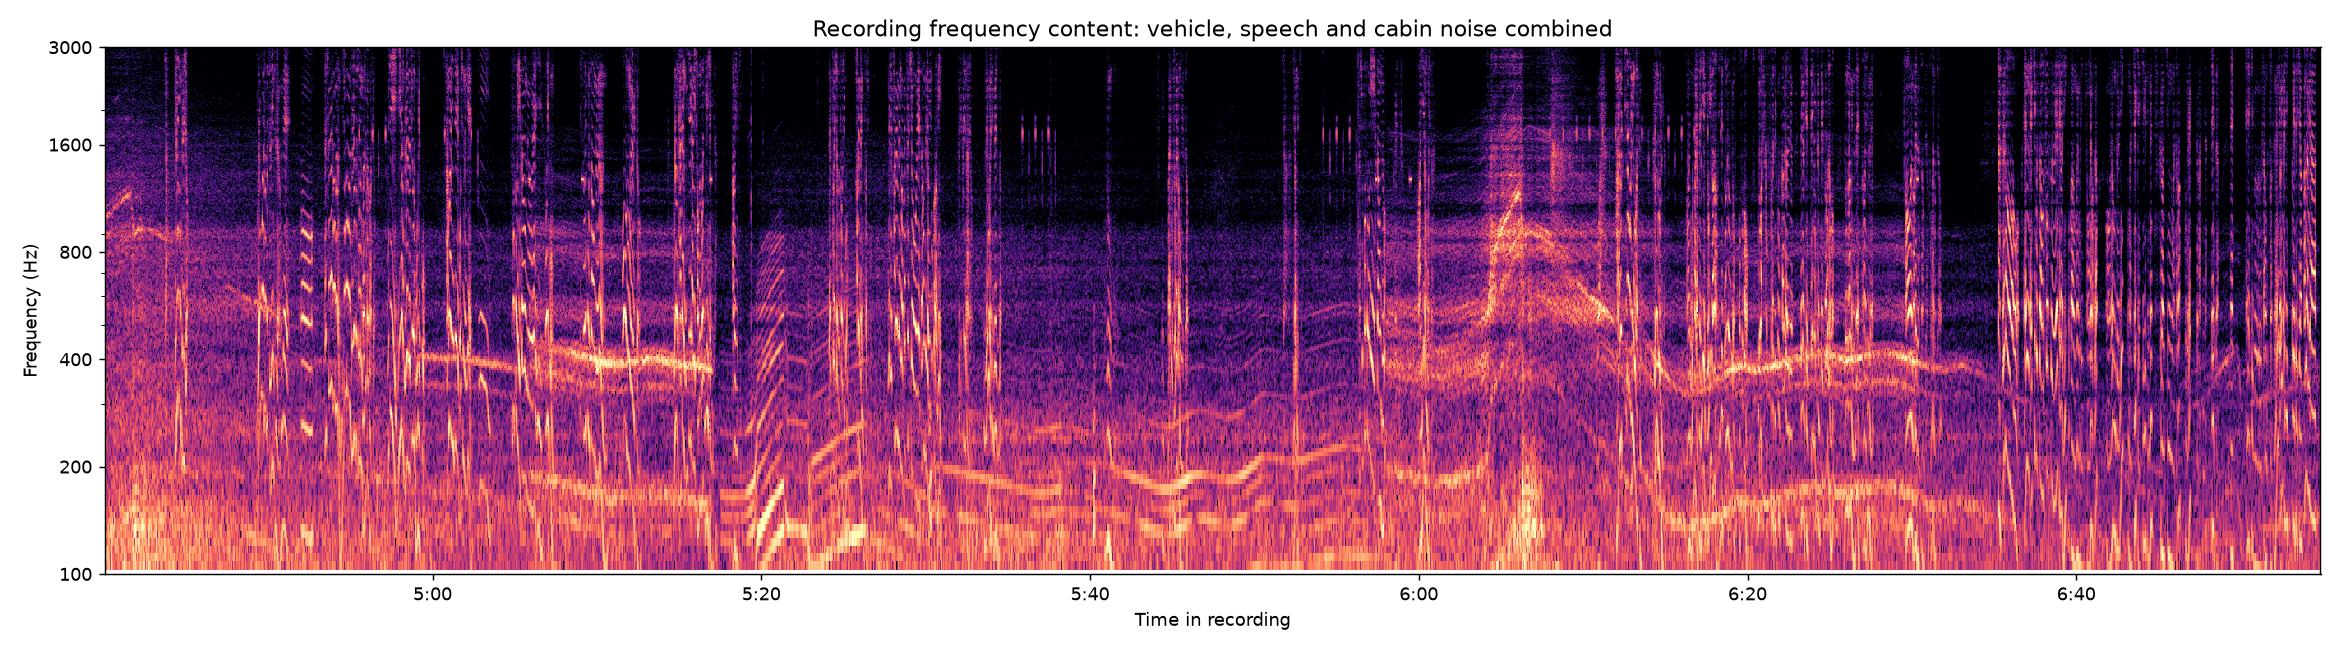 Recording frequency content: vehicle, speech and cabin noise combined
3000
1600
800
400
200
100
Frequency (Hz)
5:00 5:20 5:40 6:00 6:20 6:40
Time in recording